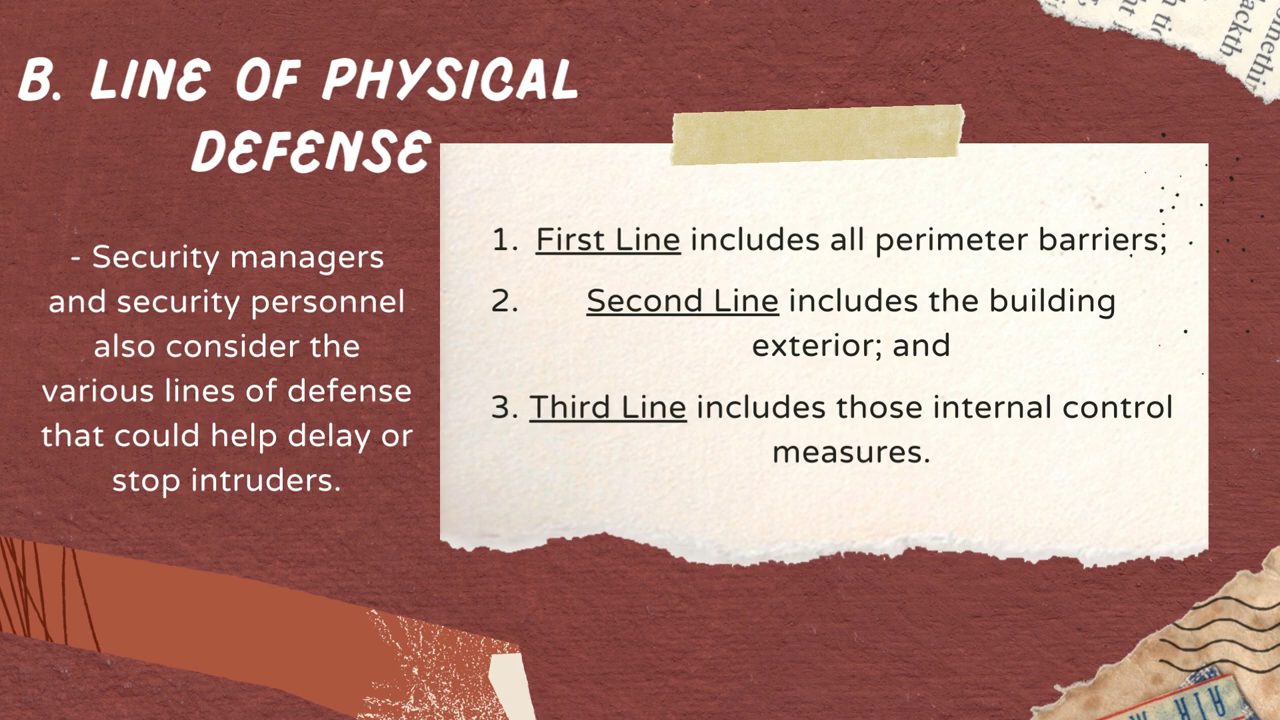 B. LINE OF PHYSICAL
DEFENSE
- Security managers
and security personnel
also consider the
various lines of defense
that could help delay or
stop intruders.
1. First Line includes all perimeter barriers;
2. Second Line includes the building
exterior; and
3. Third Line includes those internal control
measures.